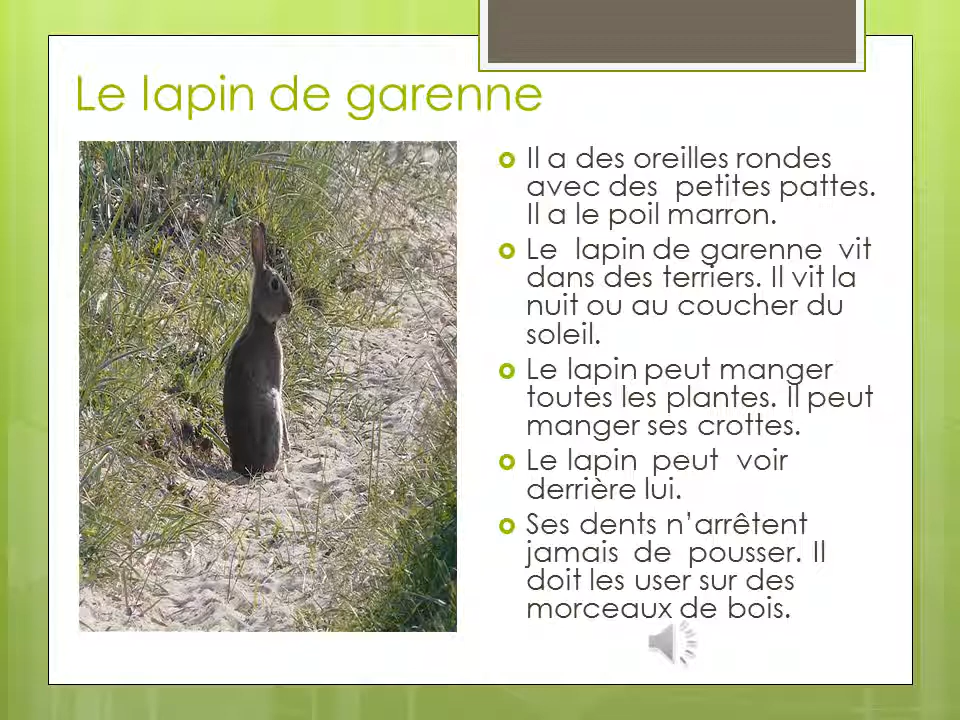 Le lapin de garenne
Il a des oreilles rondes
avec des petites pattes.
Il a le poil marron.
Le lapin de garenne vit
dans des terriers. Il vit la
nuit ou au coucher du
soleil.
Le lapin peut manger
toutes les plantes. Il peut
manger ses crottes.
Le lapin peut voir
derrière lui.
Ses dents n'arrêtent
jamais de pousser. Il
doit les user sur des
morceaux de bois.